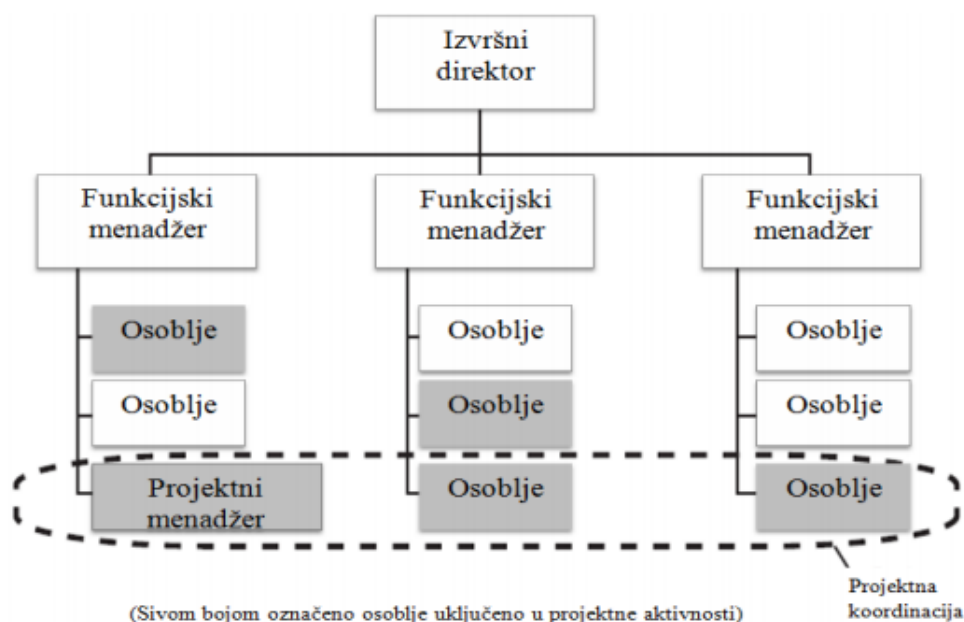 Izvršni
direktor
Funkcijski
menadžer
Funkcijski
menadžer
Funkcijski
menadžer
Osoblje
Osoblje
Osoblje
Osoblje
Osoblje
Osoblje
Projektni
menadžer
Osoblje
Osoblje
Projektna
koordinacija
(Sivom bojom označeno osoblje uključeno u projektne aktivnosti)